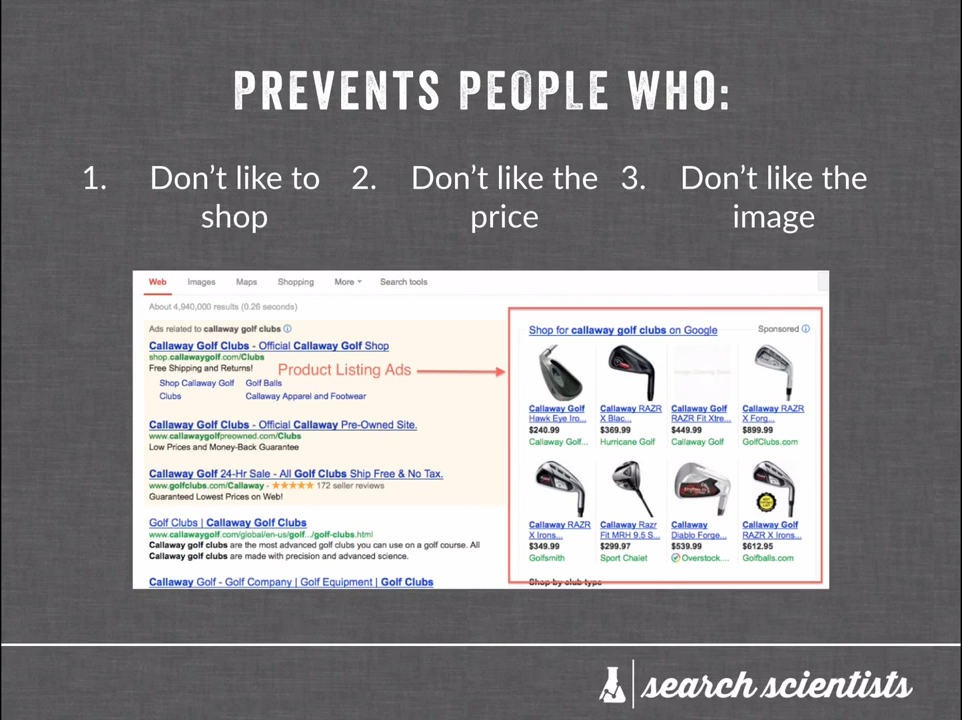 PREVENTS PEOPLE WHO:
1. Don't like to shop
2. Don't like the price
3. Don't like the image
Web Images Maps Shopping More Search tools
About 4,940,000 results (0.26 seconds)
Ads related to callaway golf clubs
Callaway Golf Clubs - Official Callaway Golf Shop
shop.callawaygolf.com/Clubs
Free Shipping and Returns!
Shop Callaway Golf Golf Balls
Clubs Callaway Apparel and Footwear
Product Listing Ads
Callaway Golf Clubs - Official Callaway Pre-Owned Site.
www.callawaygolfpreowned.com/Clubs
Low Prices and Money-Back Guarantee
Callaway Golf 24-Hr Sale - All Golf Clubs Ship Free & No Tax.
www.golfclubs.com/Callaway - 172 seller reviews
Guaranteed Lowest Prices on Web!
Golf Clubs | Callaway Golf Clubs
www.callawaygolf.com/global/en-us/golf.../golf-clubs.html
Callaway golf clubs are the most advanced golf clubs you can use on a golf course. All
Callaway golf clubs are made with precision and advanced science.
Callaway Golf - Golf Company | Golf Equipment | Golf Clubs
Shop for callaway golf clubs on Google Sponsored
Image Coming Soon
Callaway Golf Callaway RAZR Callaway Golf Callaway RAZR
Hawk Eye Iro... X Blac... RAZR Fit Xtre... X Forg...
$240.99 $369.99 $449.99 $899.99
Callaway Golf... Hurricane Golf Callaway Golf GolfClubs.com
Callaway RAZR Callaway Razr Callaway Callaway Golf
X Irons... Fit MRH 9.5 S... Diablo Forge... RAZR X Irons...
$349.99 $299.97 $539.99 $612.95
Golfsmith Sport Chalet Overstock.... Golfballs.com
Shop by club type
search scientists